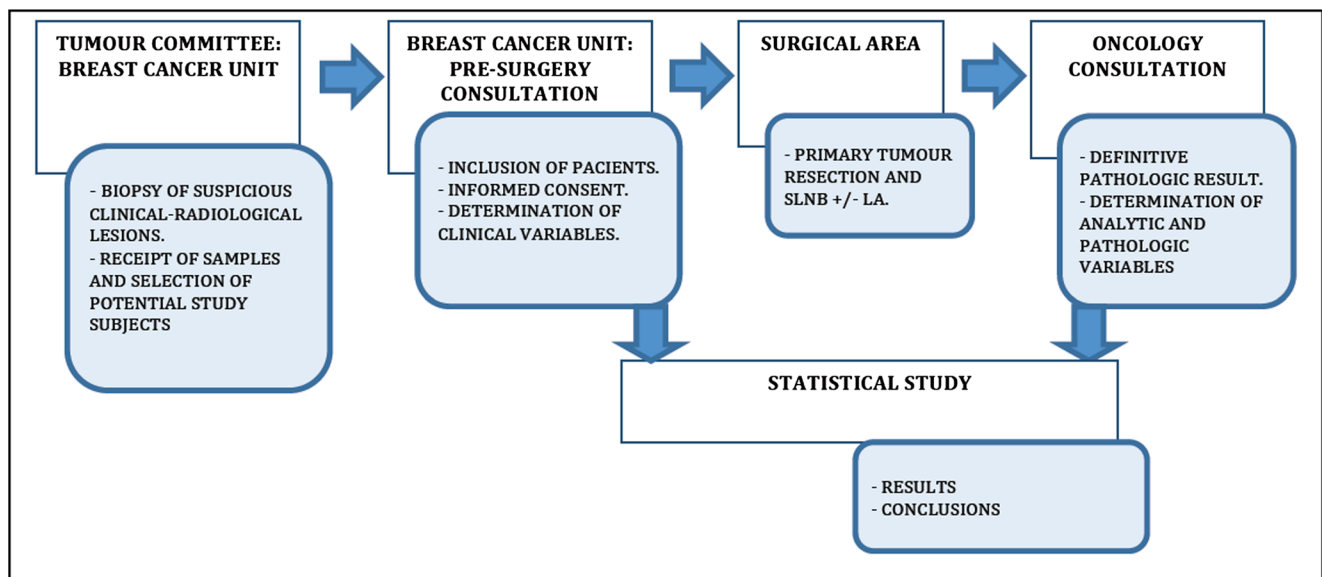 TUMOUR COMMITTEE:
BREAST CANCER UNIT
- BIOPSY OF SUSPICIOUS
CLINICAL-RADIOLOGICAL
LESIONS.
- RECEIPT OF SAMPLES
AND SELECTION OF
POTENTIAL STUDY
SUBJECTS
BREAST CANCER UNIT:
PRE-SURGERY
CONSULTATION
- INCLUSION OF PACIENTS.
- INFORMED CONSENT.
- DETERMINATION OF
CLINICAL VARIABLES.
SURGICAL AREA
- PRIMARY TUMOUR
RESECTION AND
SLNB +/- LA.
ONCOLOGY
CONSULTATION
- DEFINITIVE
PATHOLOGIC RESULT.
- DETERMINATION OF
ANALYTIC AND
PATHOLOGIC
VARIABLES
STATISTICAL STUDY
- RESULTS
- CONCLUSIONS